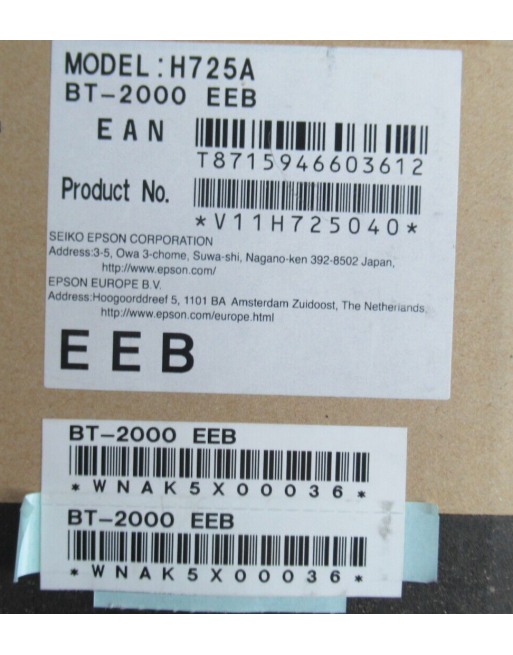 MODEL:H725A
BT-2000 EEB
EAN
T8715946603612
Product No.
*V11H725040*
SEIKO EPSON CORPORATION
Address:3-5, Owa 3-chome, Suwa-shi, Nagano-ken 392-8502 Japan,
http://www.epson.com/
EPSON EUROPE B.V.
Address:Hoogoorddreef 5, 1101 BA Amsterdam Zuidoost, The Netherlands
http://www.epson.com/europe.html
EEB
BT-2000 EEB
*WNAK5X00036*
BT-2000 EEB
*WNAK5X00036*